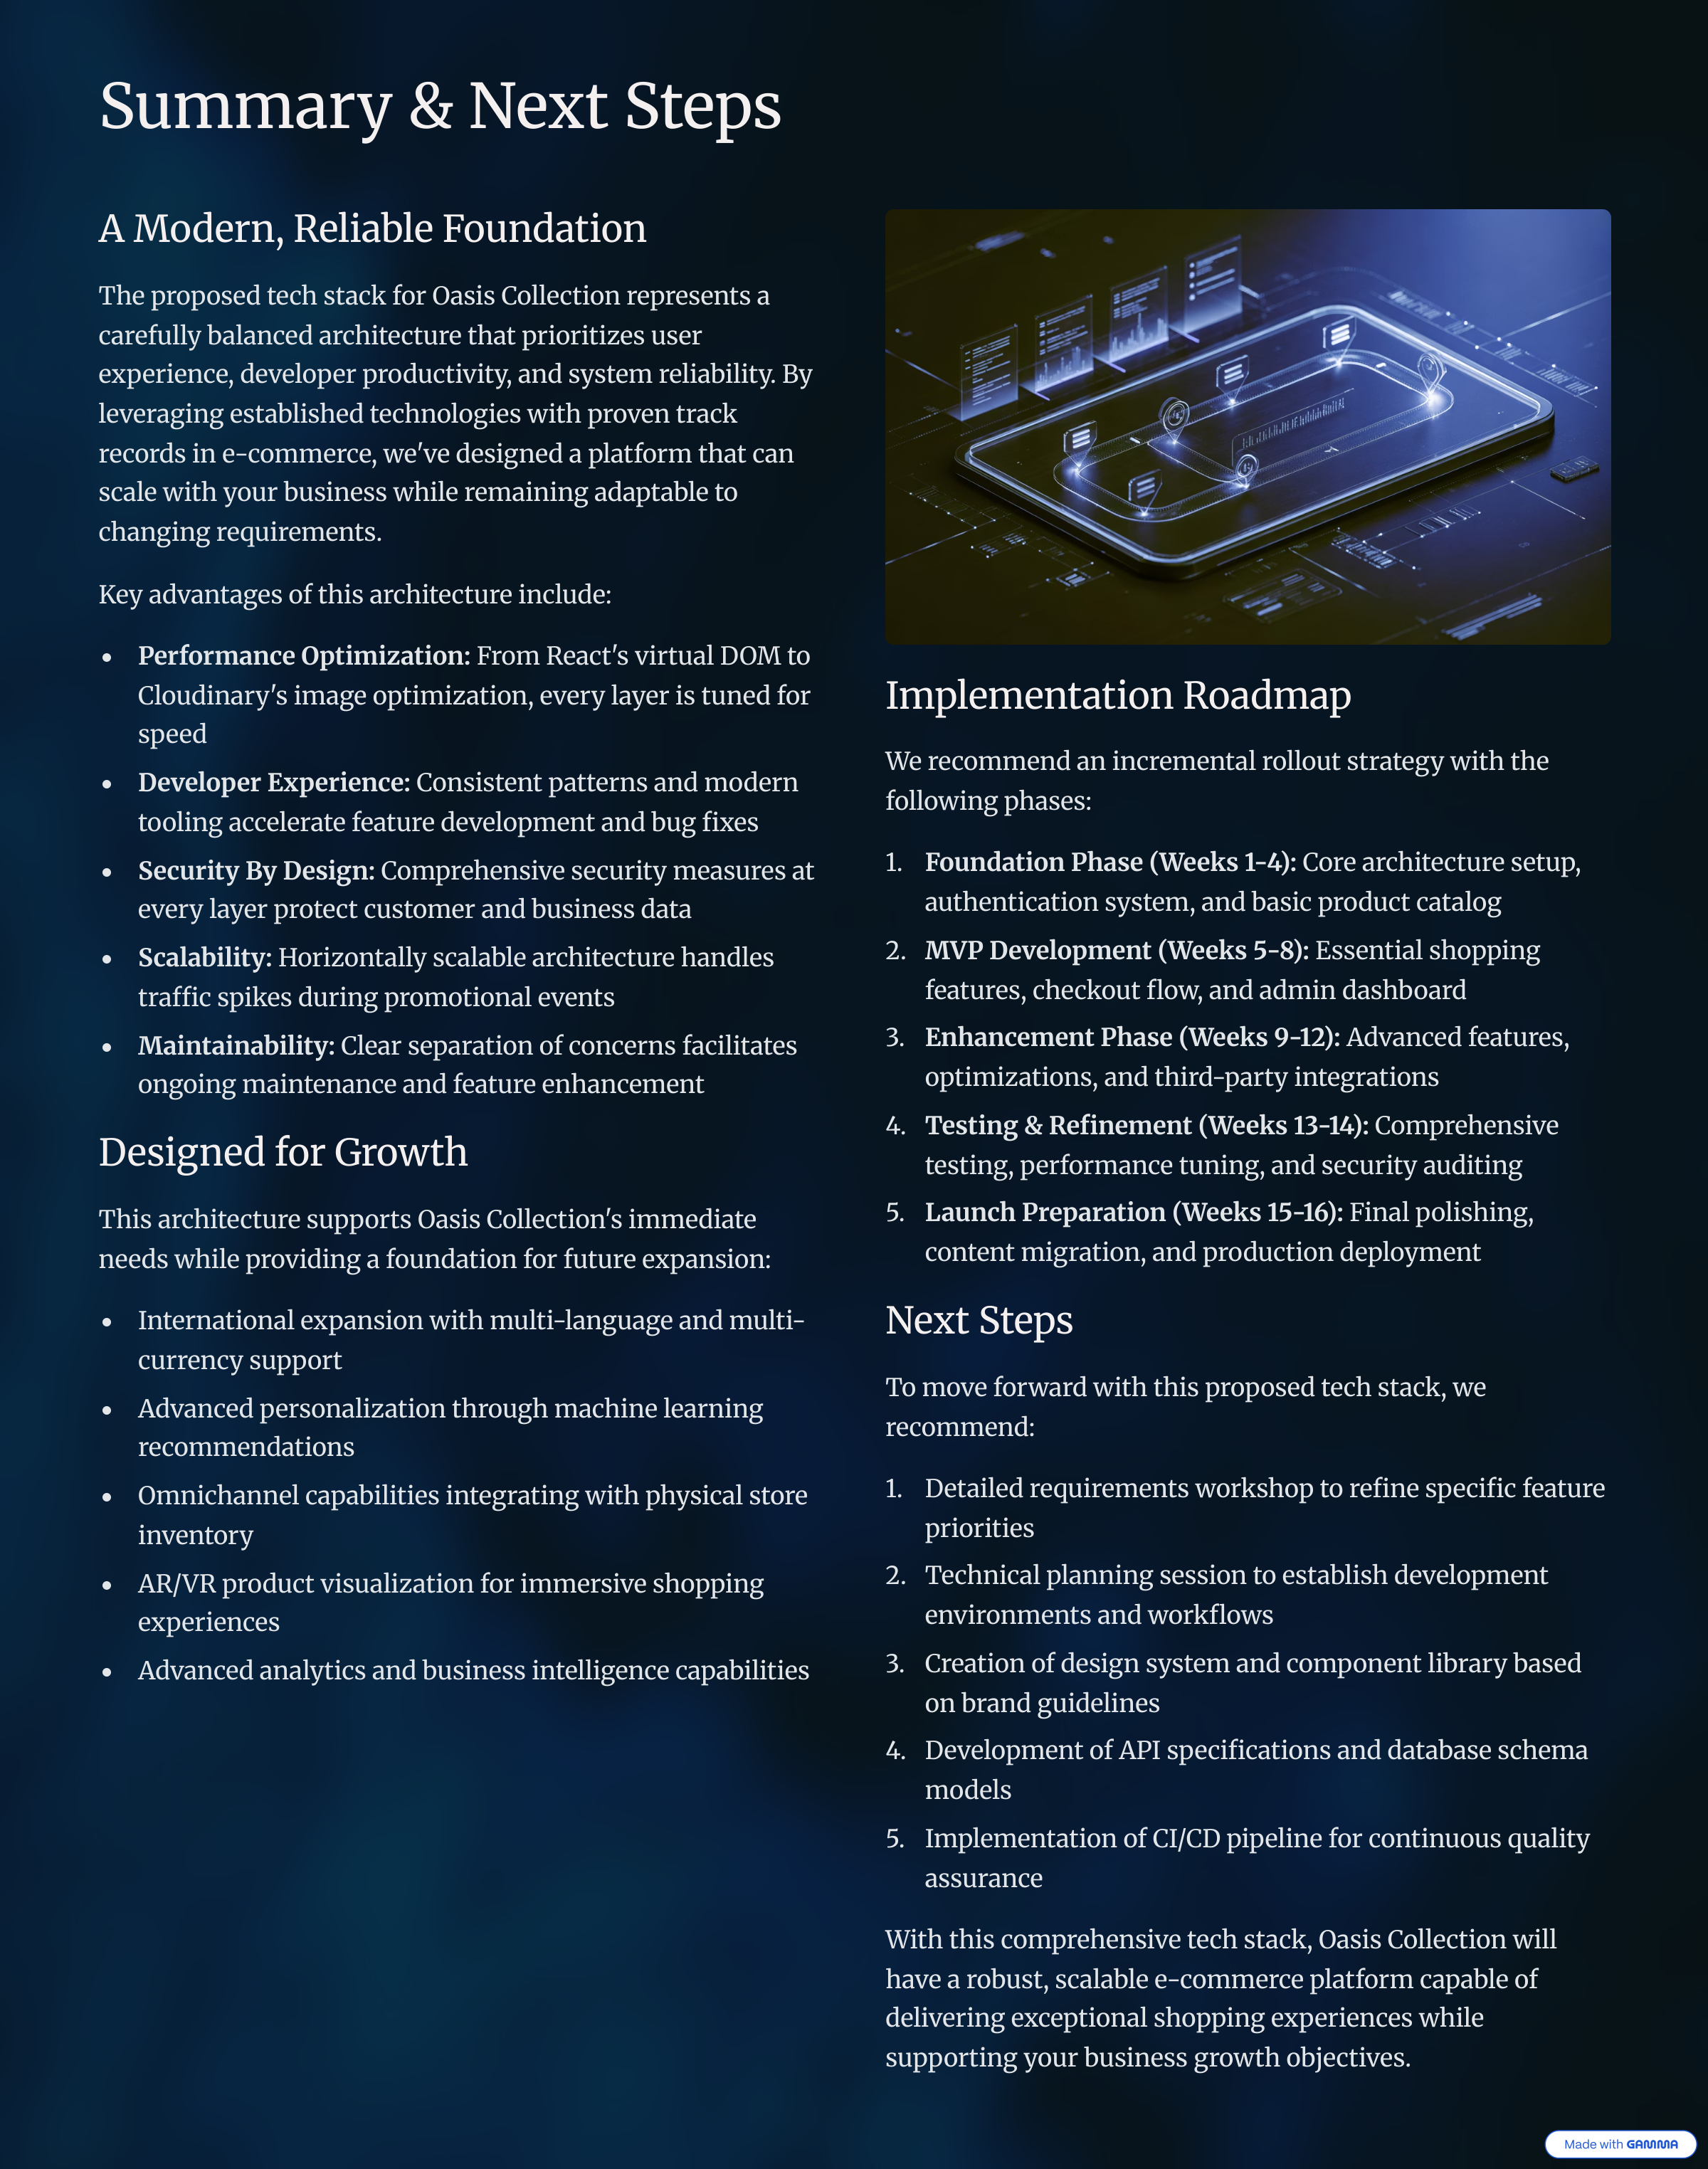 Summary & Next Steps
A Modern, Reliable Foundation
The proposed tech stack for Oasis Collection represents a
carefully balanced architecture that prioritizes user
experience, developer productivity, and system reliability. By
leveraging established technologies with proven track
records in e-commerce, we've designed a platform that can
scale with your business while remaining adaptable to
changing requirements.
Key advantages of this architecture include:
• Performance Optimization: From React's virtual DOM to
Cloudinary's image optimization, every layer is tuned for
speed
• Developer Experience: Consistent patterns and modern
tooling accelerate feature development and bug fixes
• Security By Design: Comprehensive security measures at
every layer protect customer and business data
• Scalability: Horizontally scalable architecture handles
traffic spikes during promotional events
• Maintainability: Clear separation of concerns facilitates
ongoing maintenance and feature enhancement
Designed for Growth
This architecture supports Oasis Collection's immediate
needs while providing a foundation for future expansion:
• International expansion with multi-language and multi-
currency support
• Advanced personalization through machine learning
recommendations
• Omnichannel capabilities integrating with physical store
inventory
• AR/VR product visualization for immersive shopping
experiences
• Advanced analytics and business intelligence capabilities
Implementation Roadmap
We recommend an incremental rollout strategy with the
following phases:
1. Foundation Phase (Weeks 1-4): Core architecture setup,
authentication system, and basic product catalog
2. MVP Development (Weeks 5-8): Essential shopping
features, checkout flow, and admin dashboard
3. Enhancement Phase (Weeks 9-12): Advanced features,
optimizations, and third-party integrations
4. Testing & Refinement (Weeks 13-14): Comprehensive
testing, performance tuning, and security auditing
5. Launch Preparation (Weeks 15-16): Final polishing,
content migration, and production deployment
Next Steps
To move forward with this proposed tech stack, we
recommend:
1. Detailed requirements workshop to refine specific feature
priorities
2. Technical planning session to establish development
environments and workflows
3. Creation of design system and component library based
on brand guidelines
4. Development of API specifications and database schema
models
5. Implementation of CI/CD pipeline for continuous quality
assurance
With this comprehensive tech stack, Oasis Collection will
have a robust, scalable e-commerce platform capable of
delivering exceptional shopping experiences while
supporting your business growth objectives.
Made with GAMMA